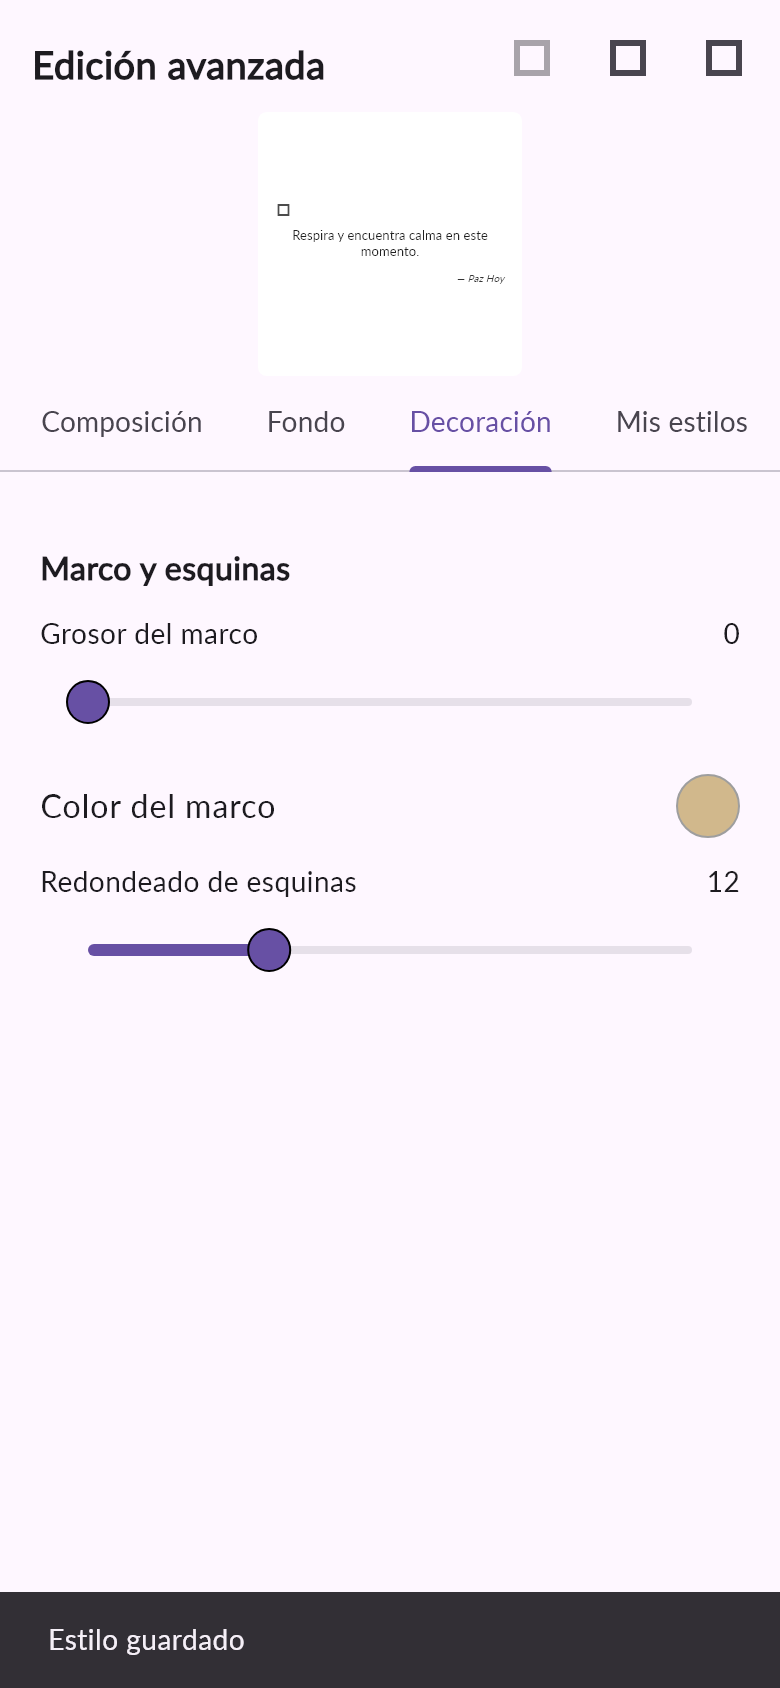 Edición avanzada
Respira y encuentra calma en este
momento.
— Paz Hoy
Composición
Fondo
Decoración
Mis estilos
Marco y esquinas
Grosor del marco 0
Color del marco
Redondeado de esquinas 12
Estilo guardado